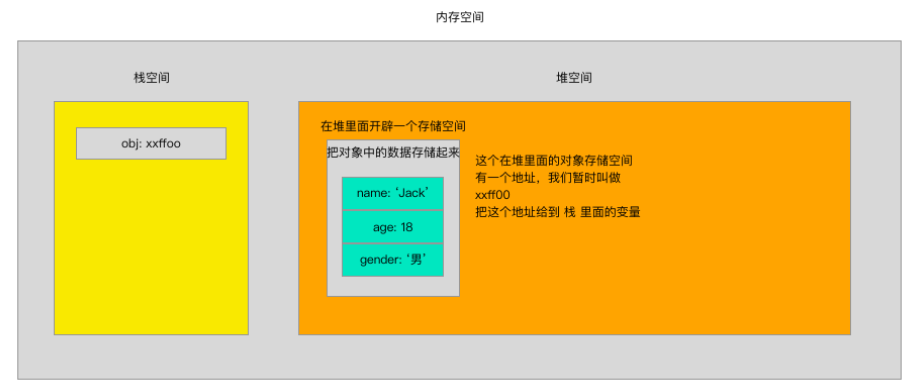 内存空间
栈空间
堆空间
obj: xxffoo
在堆里面开辟一个存储空间
把对象中的数据存储起来
name: ‘Jack’
age: 18
gender: ‘男’
这个在堆里面的对象存储空间
有一个地址，我们暂时叫做
xxff00
把这个地址给到 栈 里面的变量